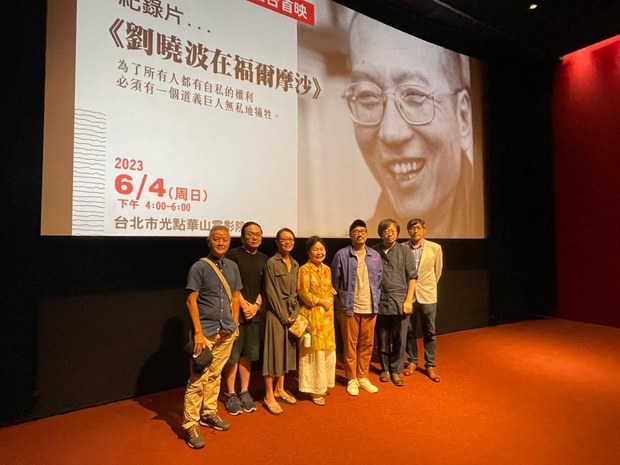 首映
紀錄片...
《劉曉波在福爾摩沙》
為了所有人都有自私的權利
必須有一個道義巨人無私地犧牲。
2023
6/4(周日)
下午 4:00-6:00
台北市光點華山電影院